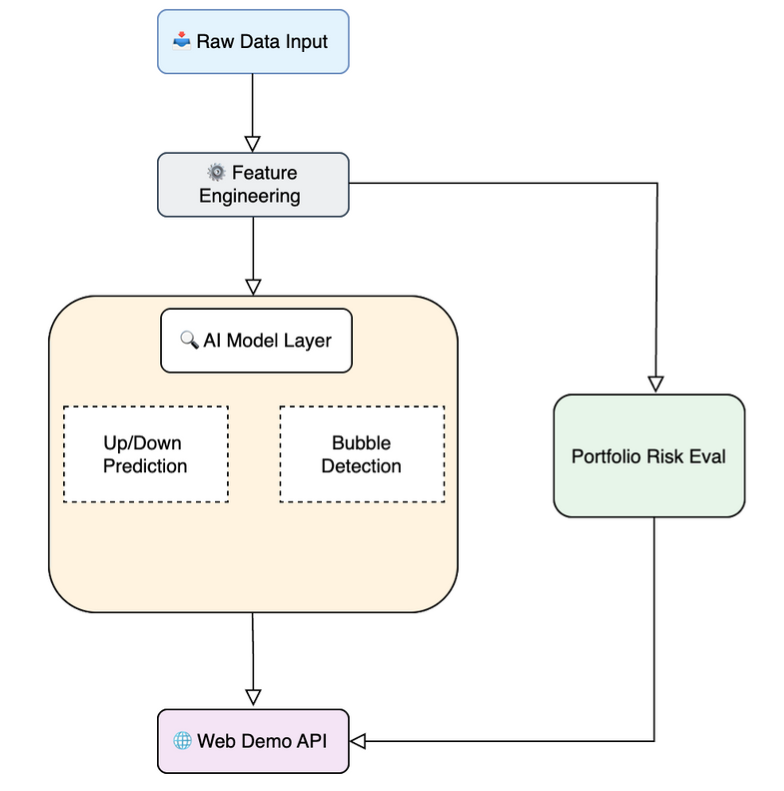 Raw Data Input
Feature
Engineering
AI Model Layer
Up/Down
Prediction
Bubble
Detection
Portfolio Risk Eval
Web Demo API